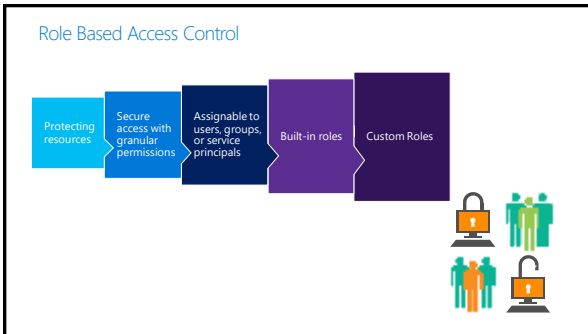 Role Based Access Control
Protecting
resources
Secure
access with
granular
permissions
Assignable to
users, groups,
or service
principals
Built-in roles
Custom Roles